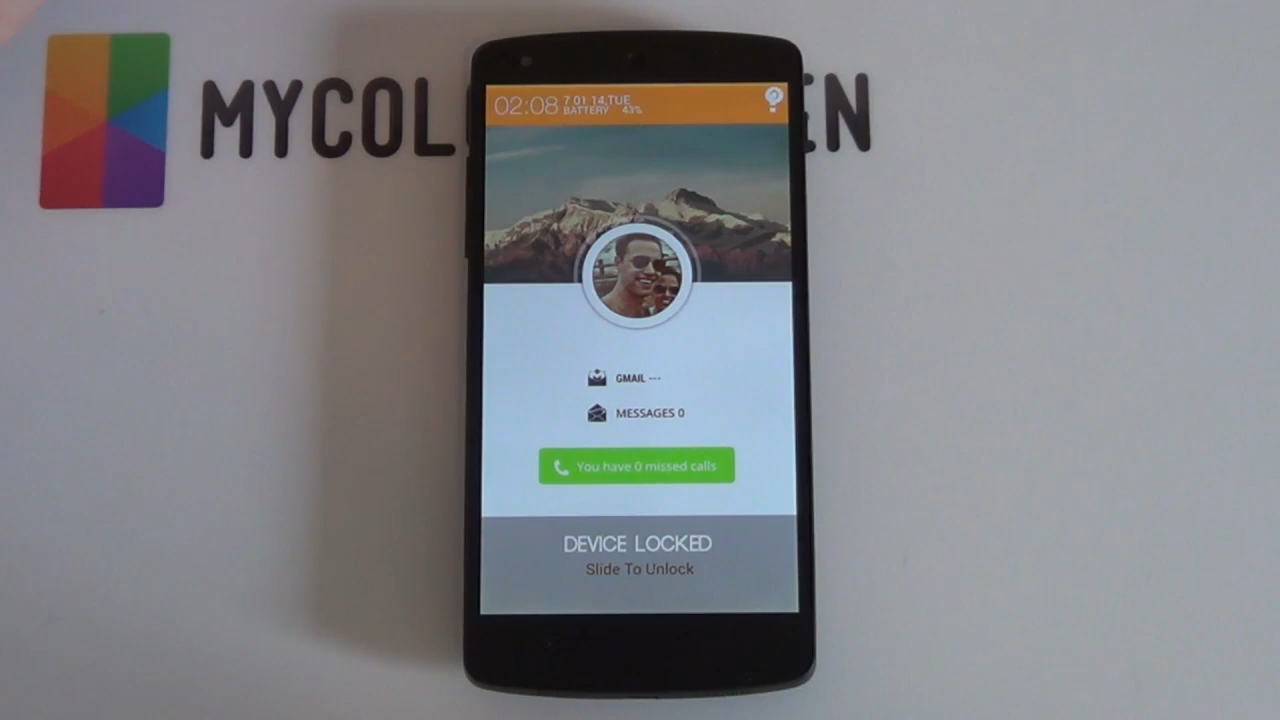 MYCOL
EN
02:08
7 01 14,TUE
BATTERY 43%
?
GMAIL ---
MESSAGES 0
You have 0 missed calls
DEVICE LOCKED
Slide To Unlock